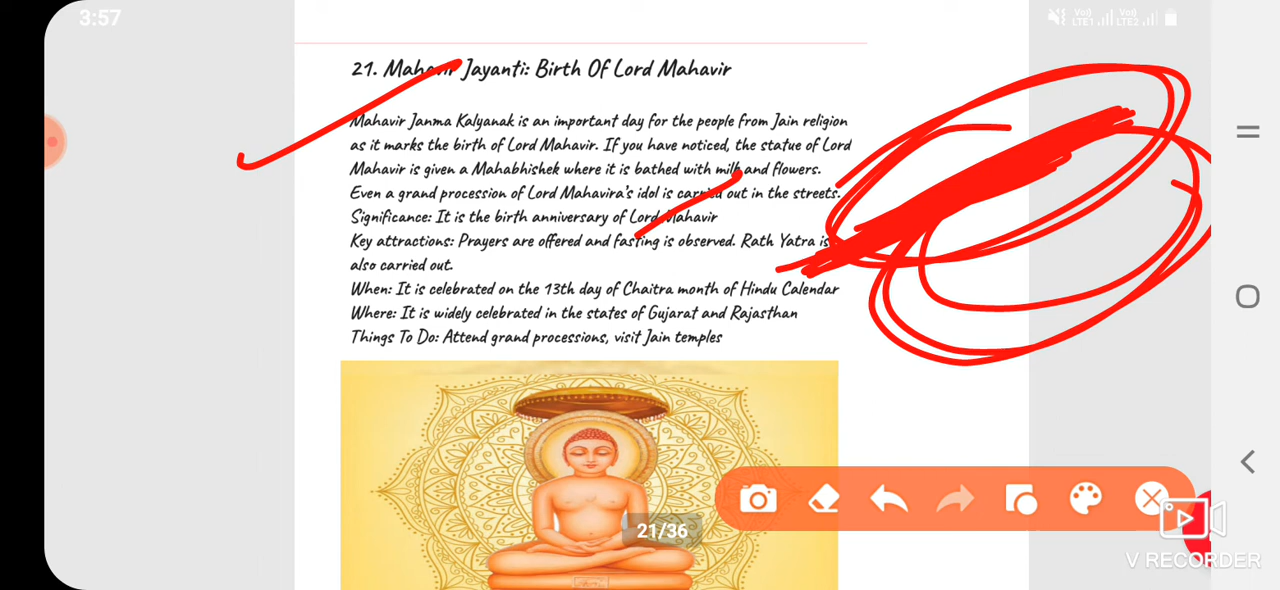 3:57
Vo)) LTE1 Vo)) LTE2
21. Mahavir Jayanti: Birth Of Lord Mahavir
Mahavir Janma Kalyanak is an important day for the people from Jain religion
as it marks the birth of Lord Mahavir. If you have noticed, the statue of Lord
Mahavir is given a Mahabhishek where it is bathed with milk and flowers.
Even a grand procession of Lord Mahavira's idol is carried out in the streets.
Significance: It is the birth anniversary of Lord Mahavir
Key attractions: Prayers are offered and fasting is observed. Rath Yatra is
also carried out.
When: It is celebrated on the 13th day of Chaitra month of Hindu Calendar
Where: It is widely celebrated in the states of Gujarat and Rajasthan
Things To Do: Attend grand processions, visit Jain temples
21/36
V RECORDER